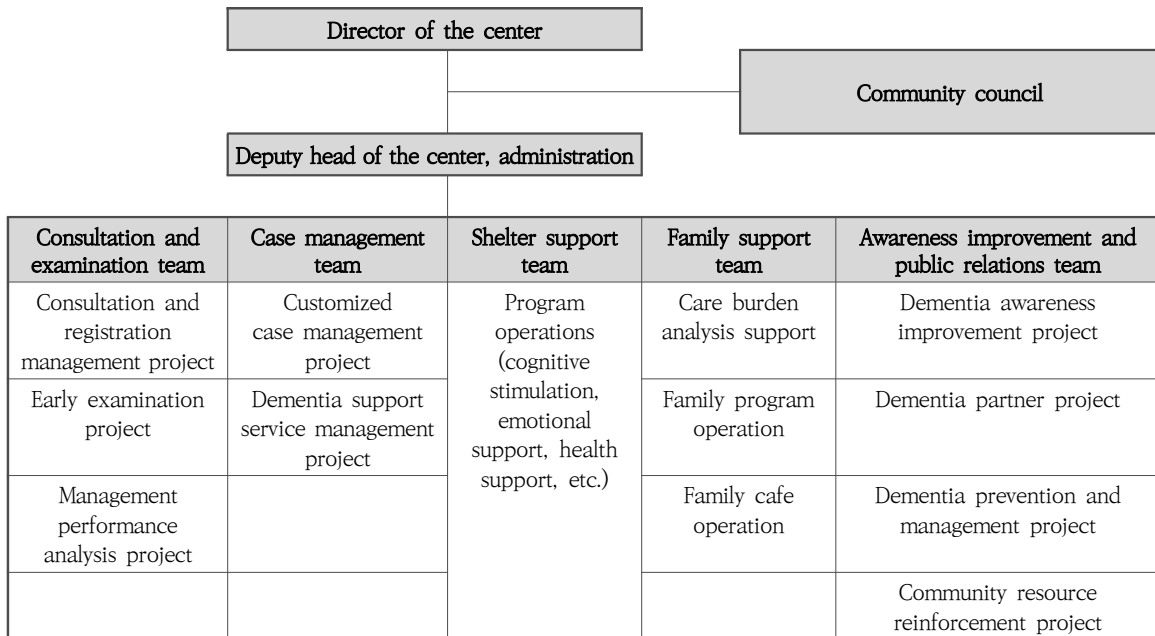 Director of the center
Community council
Deputy head of the center, administration
Consultation and
examination team
Case management
team
Shelter support
team
Family support
team
Awareness improvement and
public relations team
Consultation and
registration
management project
Customized
case management
project
Program
operations
(cognitive
stimulation,
emotional
support, health
support, etc.)
Care burden
analysis support
Dementia awareness
improvement project
Early examination
project
Dementia support
service management
project
Family program
operation
Dementia partner project
Management
performance
analysis project
Family cafe
operation
Dementia prevention and
management project
Community resource
reinforcement project